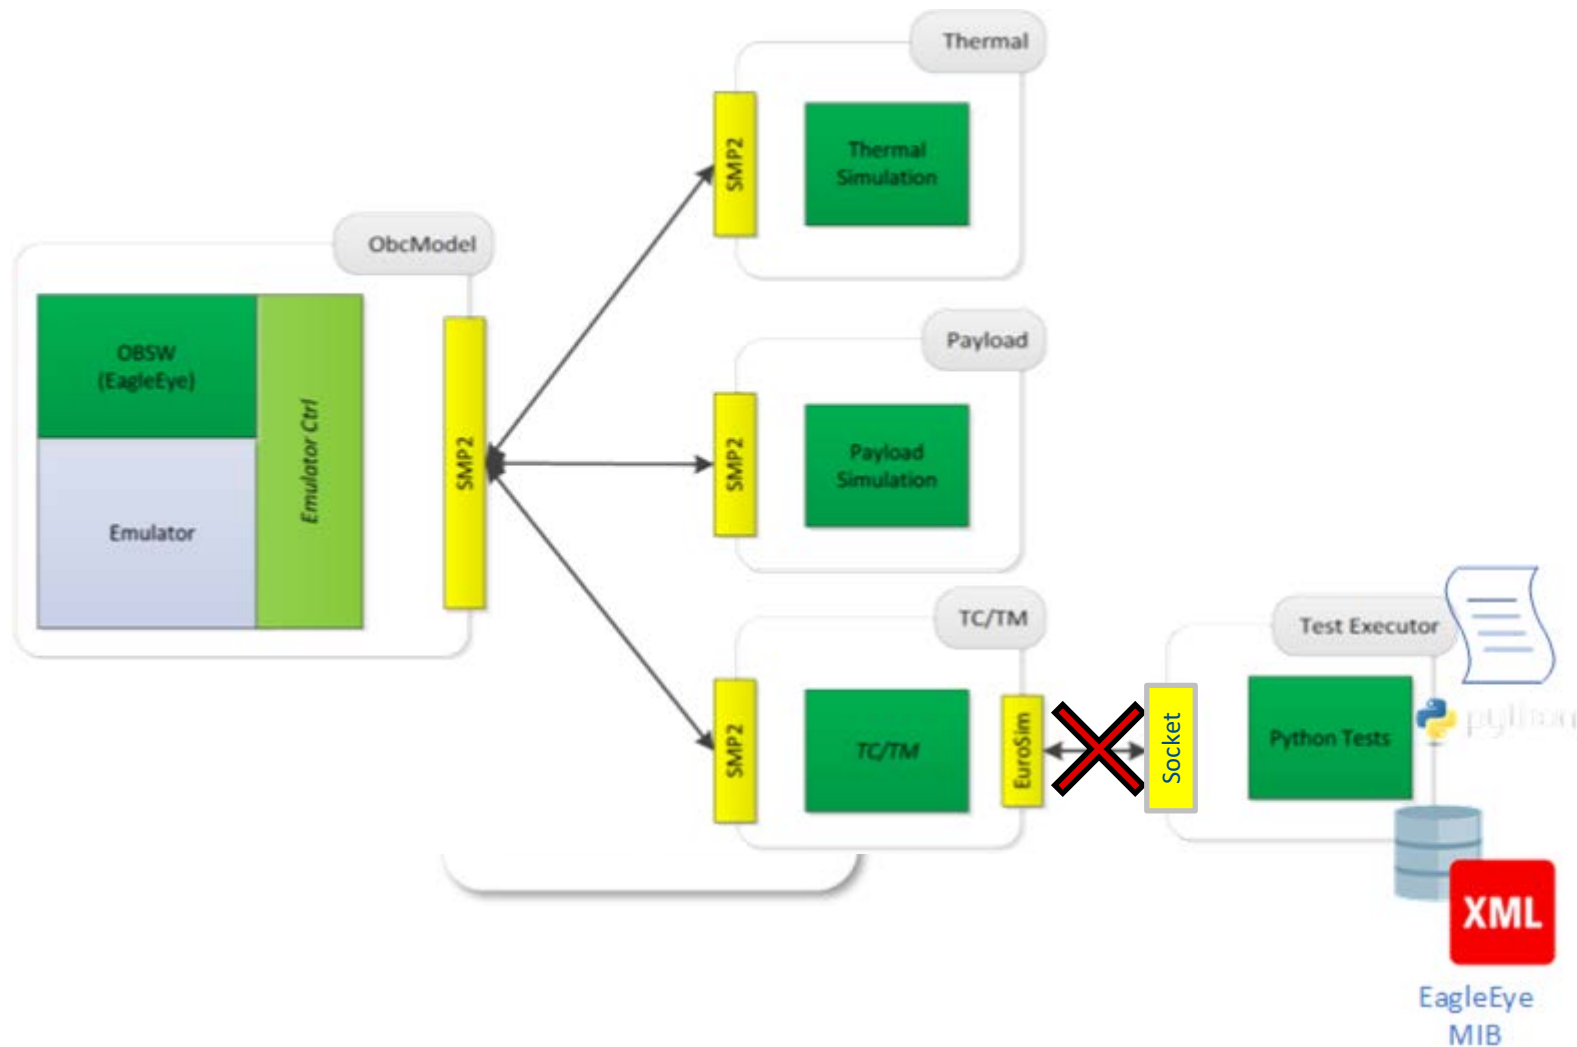 Thermal
SMP2
Thermal
Simulation
ObcModel
OBSW
(EagleEye)
Emulator Ctrl
Emulator
SMP2
Payload
SMP2
Payload
Simulation
TC/TM
SMP2
TC/TM
EuroSim
Test Executor
Socket
Python Tests
python
XML
EagleEye
MIB